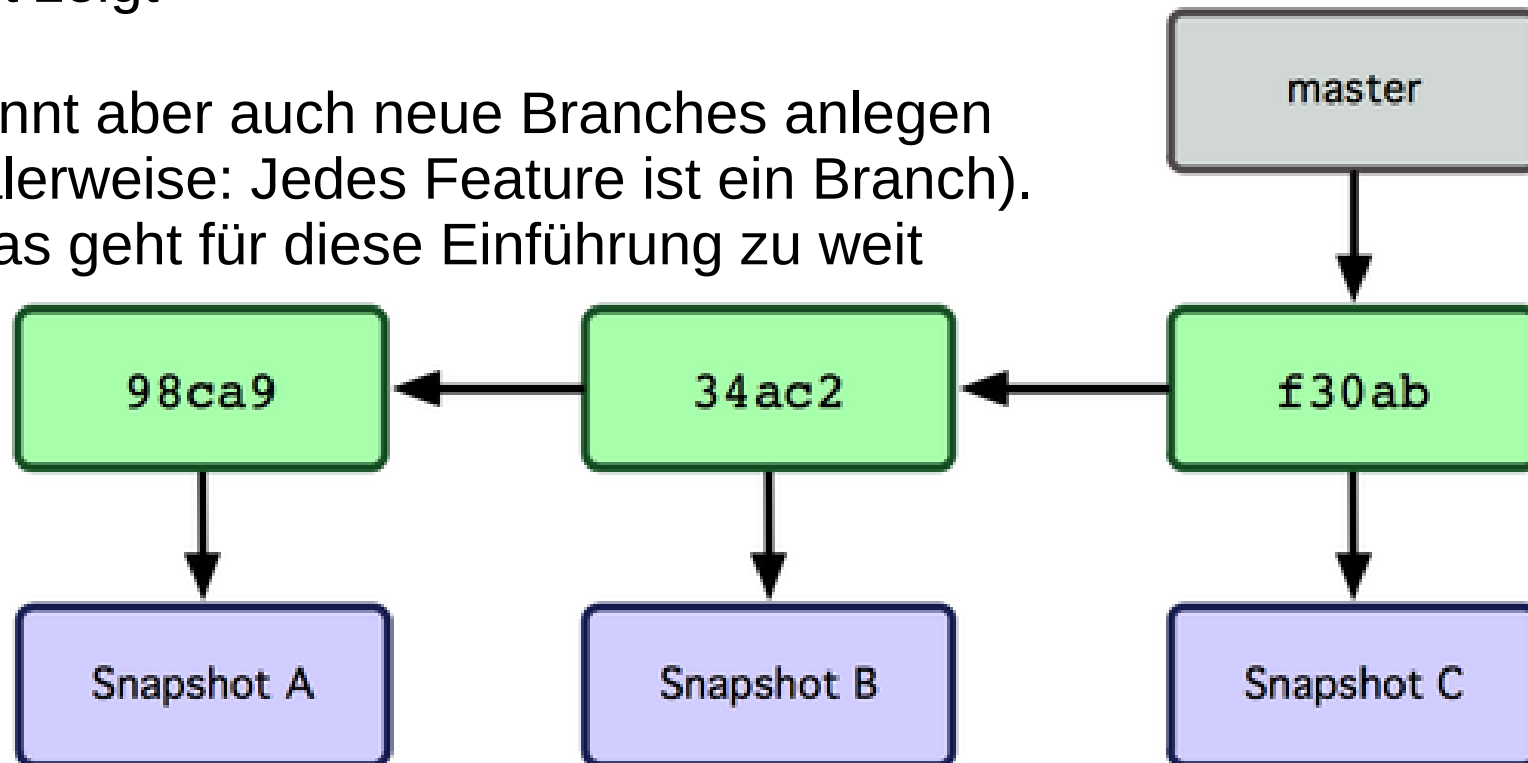 t zeigt
nnt aber auch neue Branches anlegen
lerweise: Jedes Feature ist ein Branch).
as geht für diese Einführung zu weit
master
98ca9
34ac2
f30ab
Snapshot A
Snapshot B
Snapshot C